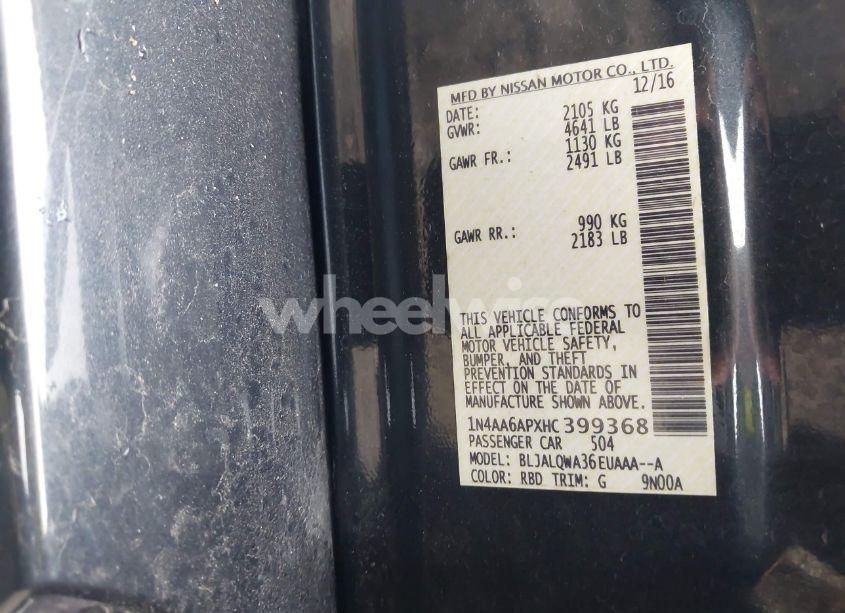 MFD BY NISSAN MOTOR CO., LTD.
DATE: 12/16
GVWR: 2105 KG
4641 LB
GAWR FR.: 1130 KG
2491 LB
GAWR RR.: 990 KG
2183 LB
THIS VEHICLE CONFORMS TO
ALL APPLICABLE FEDERAL
MOTOR VEHICLE SAFETY,
BUMPER, AND THEFT
PREVENTION STANDARDS IN
EFFECT ON THE DATE OF
MANUFACTURE SHOWN ABOVE.
1N4AA6APXHC399368
PASSENGER CAR 504
MODEL: BLJALQWA36EUAAA--A
COLOR: RBD TRIM: G 9N00A
wheelwise